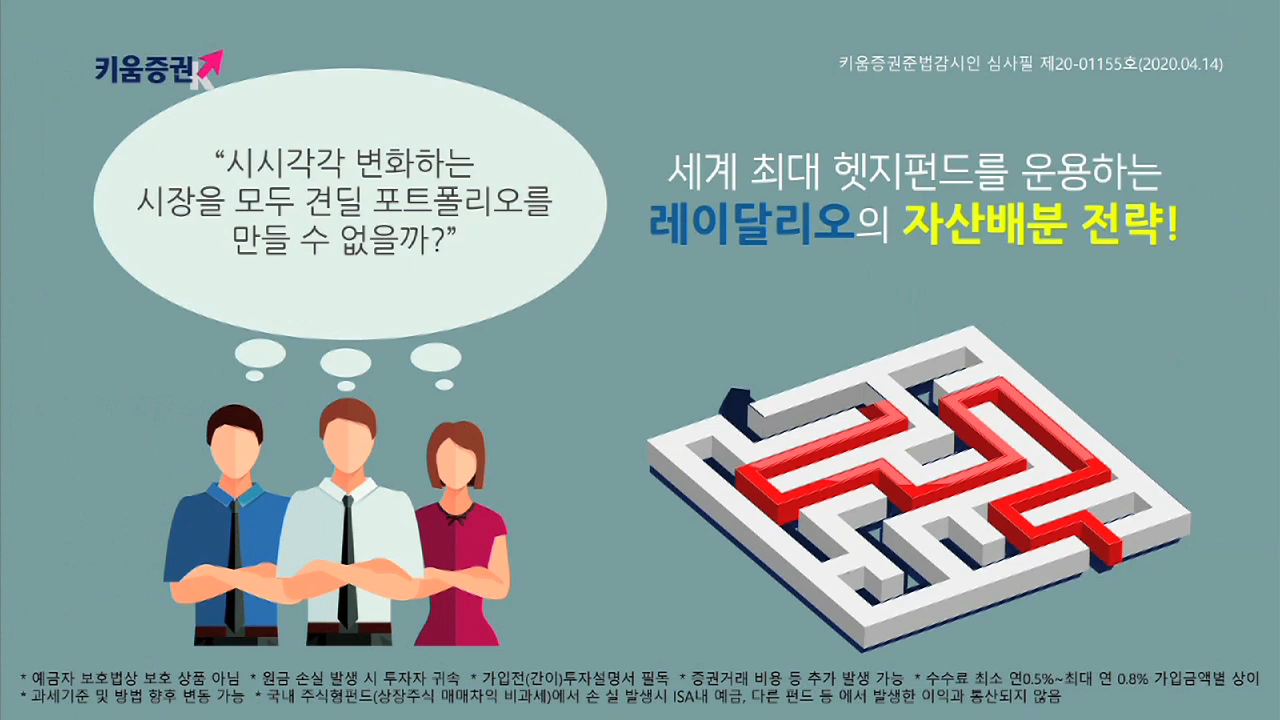 키움증권
키움증권준법감시인 심사필 제20-01155호(2020.04.14)
“시시각각 변화하는
시장을 모두 견딜 포트폴리오를
만들 수 없을까?”
세계 최대 헷지펀드를 운용하는
레이달리오의 자산배분 전략!
* 예금자 보호법상 보호 상품 아님 * 원금 손실 발생 시 투자자 귀속 * 가입전(간이)투자설명서 필독 * 증권거래 비용 등 추가 발생 가능 * 수수료 최소 연0.5%~최대 연 0.8% 가입금액별 상이
* 과세기준 및 방법 향후 변동 가능 * 국내 주식형펀드(상장주식 매매차익 비과세)에서 손 실 발생시 ISA내 예금, 다른 펀드 등 에서 발생한 이익과 통산되지 않음